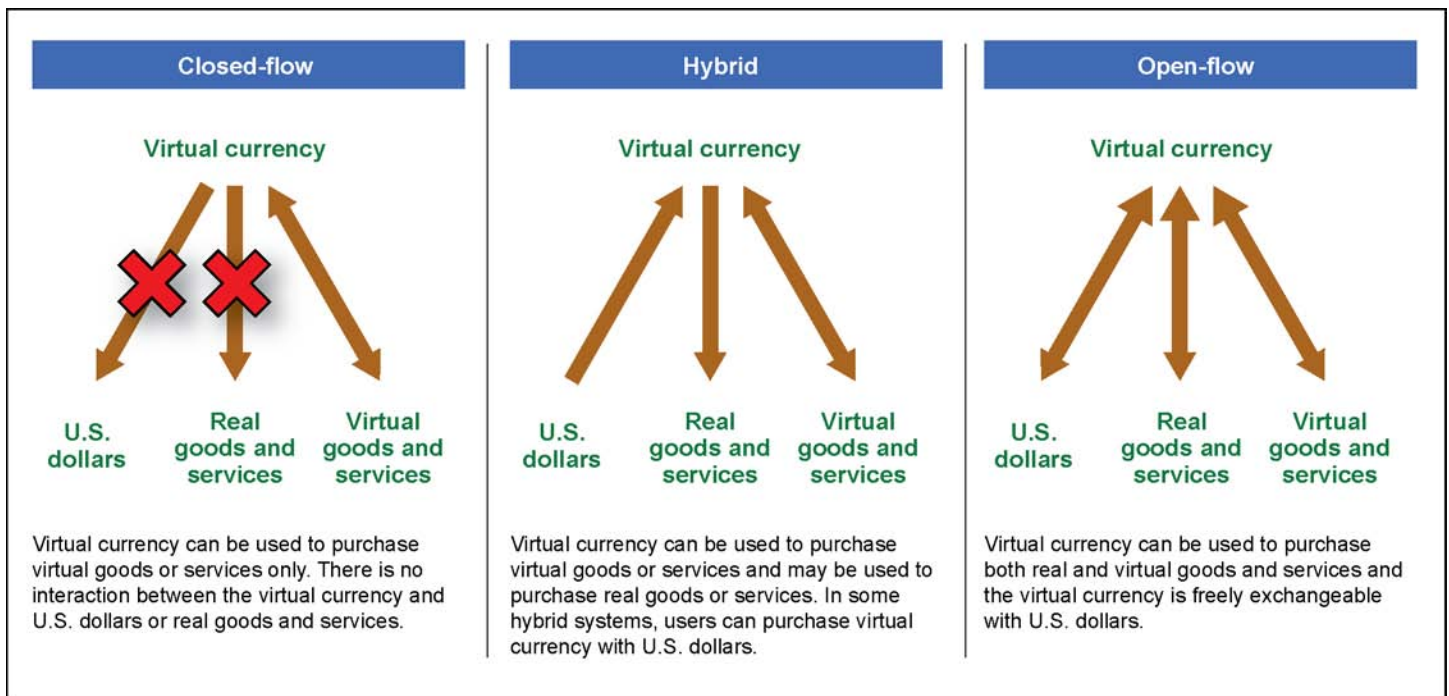 Closed-flow
Virtual currency
U.S.
dollars
Real
goods and
services
Virtual
goods and
services
Virtual currency can be used to purchase
virtual goods or services only. There is no
interaction between the virtual currency and
U.S. dollars or real goods and services.
Hybrid
Virtual currency
U.S.
dollars
Real
goods and
services
Virtual
goods and
services
Virtual currency can be used to purchase
virtual goods or services and may be used to
purchase real goods or services. In some
hybrid systems, users can purchase virtual
currency with U.S. dollars.
Open-flow
Virtual currency
U.S.
dollars
Real
goods and
services
Virtual
goods and
services
Virtual currency can be used to purchase
both real and virtual goods and services and
the virtual currency is freely exchangeable
with U.S. dollars.